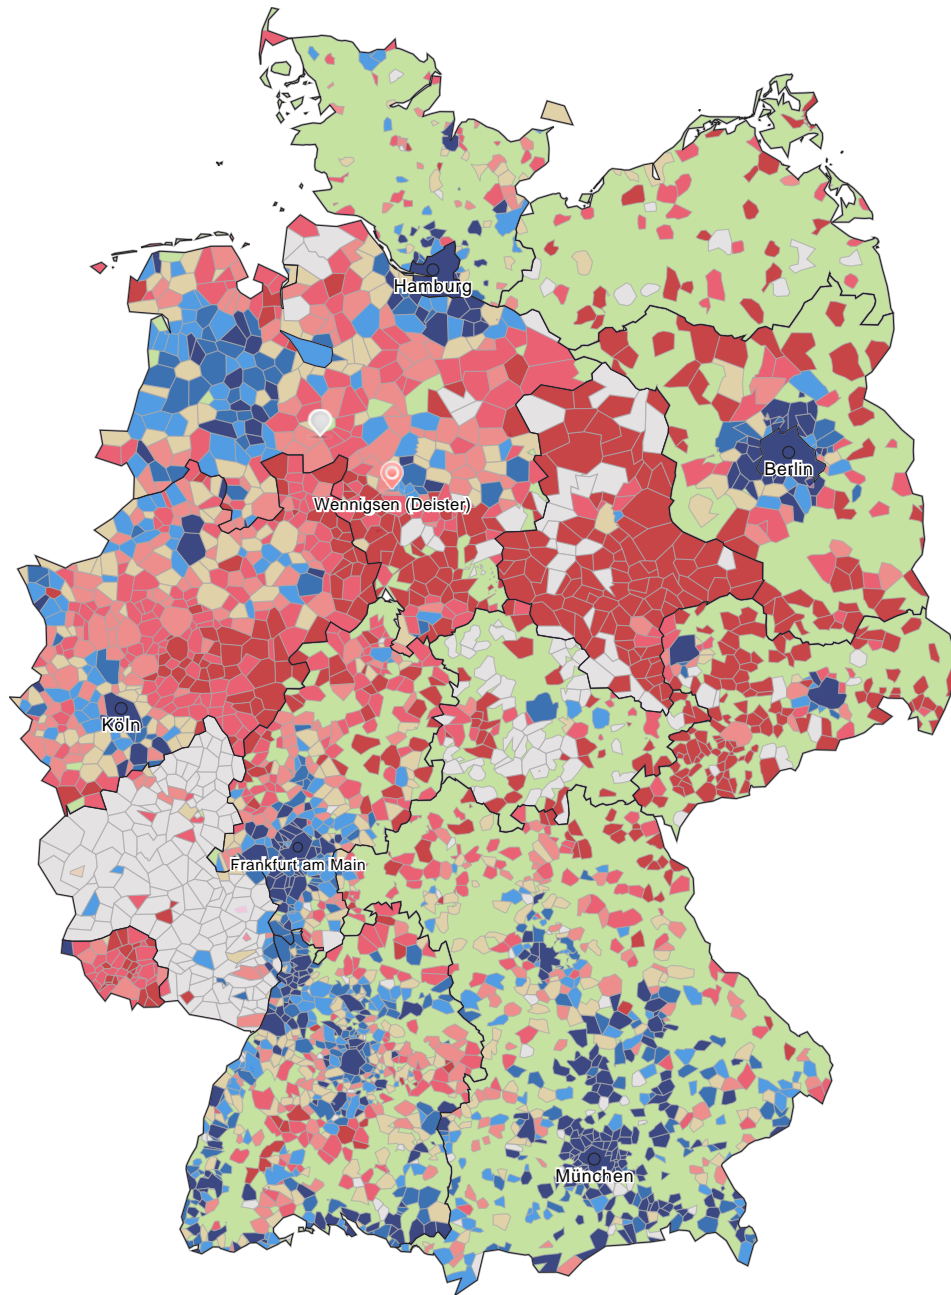 Hamburg
Berlin
Wennigsen (Deister)
Köln
Frankfurt am Main
München